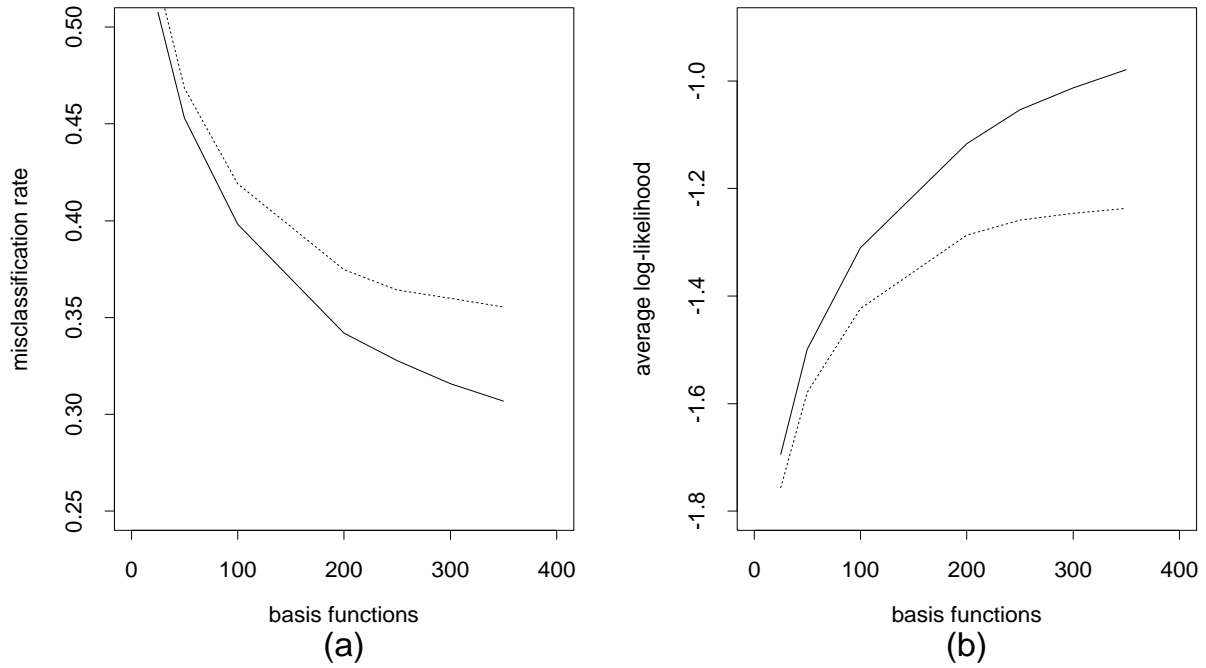 misclassification rate
0.50
0.45
0.40
0.35
0.30
0.25
0 100 200 300 400
basis functions
(a)
average log-likelihood
-1.0
-1.2
-1.4
-1.6
-1.8
0 100 200 300 400
basis functions
(b)